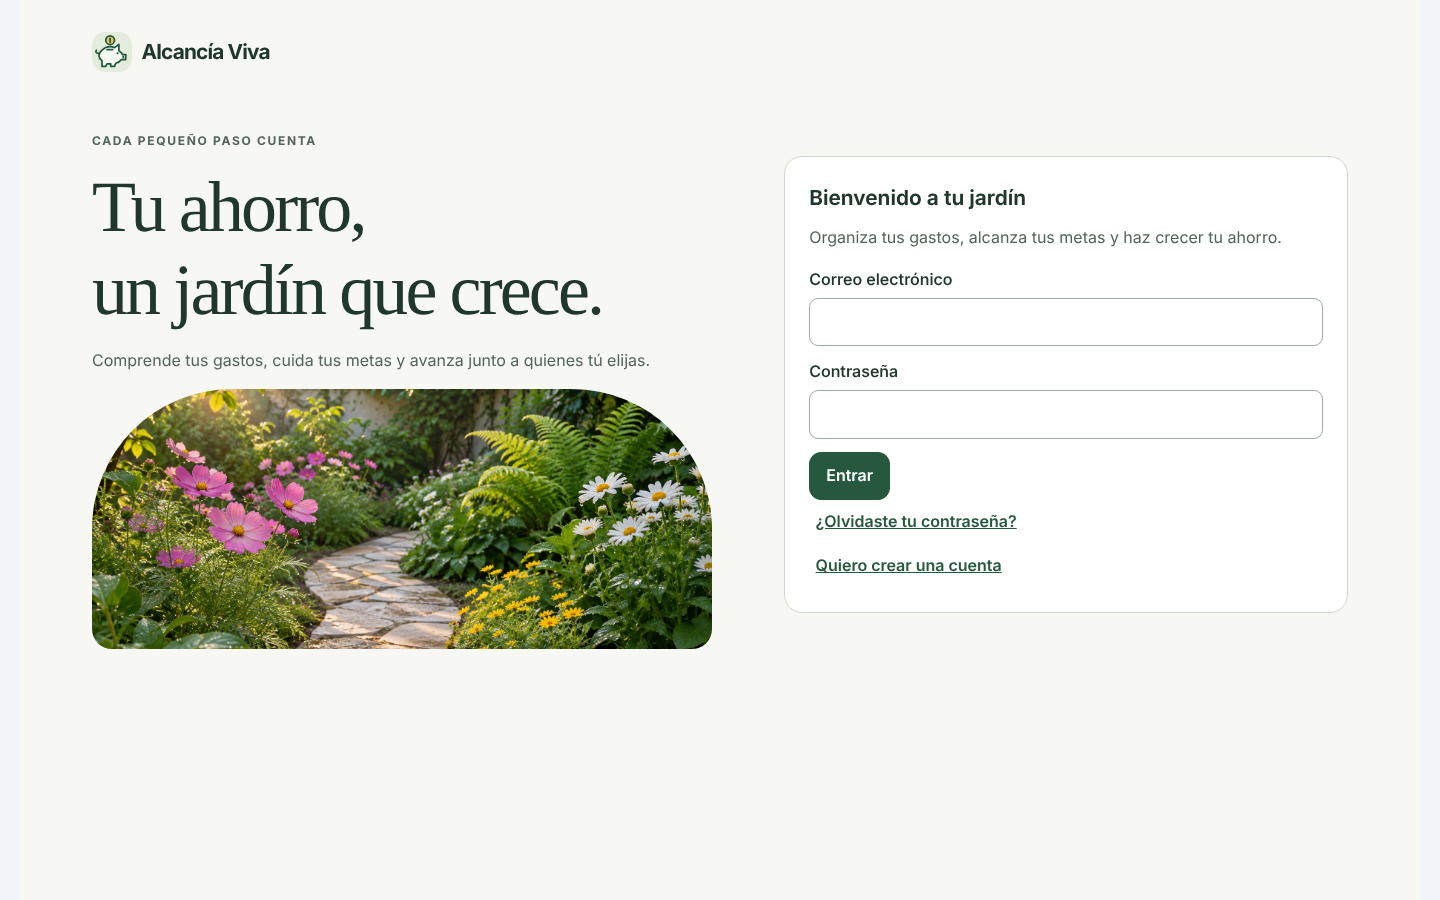 Alcancía Viva
CADA PEQUEÑO PASO CUENTA
Tu ahorro,
un jardín que crece.
Comprende tus gastos, cuida tus metas y avanza junto a quienes tú elijas.
Bienvenido a tu jardín
Organiza tus gastos, alcanza tus metas y haz crecer tu ahorro.
Correo electrónico
Contraseña
Entrar
¿Olvidaste tu contraseña?
Quiero crear una cuenta